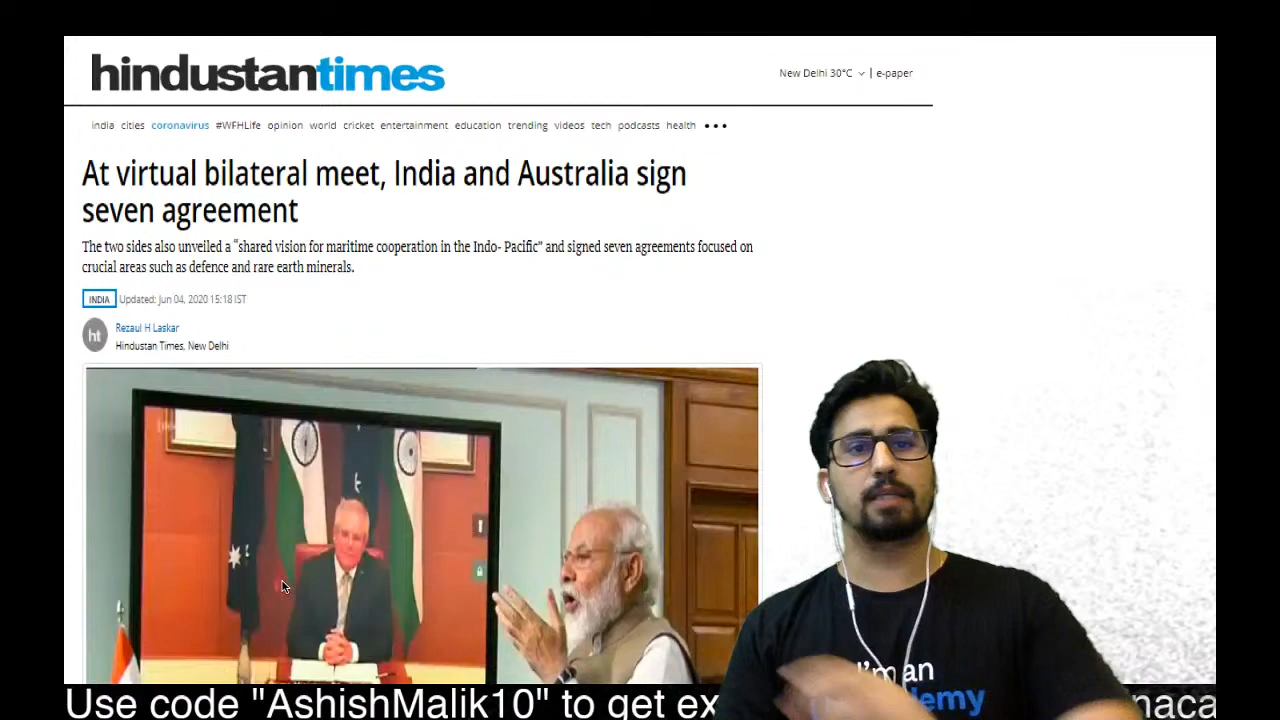 hindustantimes
New Delhi 30°C | e-paper
india cities coronavirus #WFHLife opinion world cricket entertainment education trending videos tech podcasts health
At virtual bilateral meet, India and Australia sign
seven agreement
The two sides also unveiled a “shared vision for maritime cooperation in the Indo- Pacific” and signed seven agreements focused on
crucial areas such as defence and rare earth minerals.
INDIA Updated: Jun 04, 2020 15:18 IST
ht
Rezaul H Laskar
Hindustan Times, New Delhi
I'm an
demy
Use code "AshishMalik10" to get ex naca